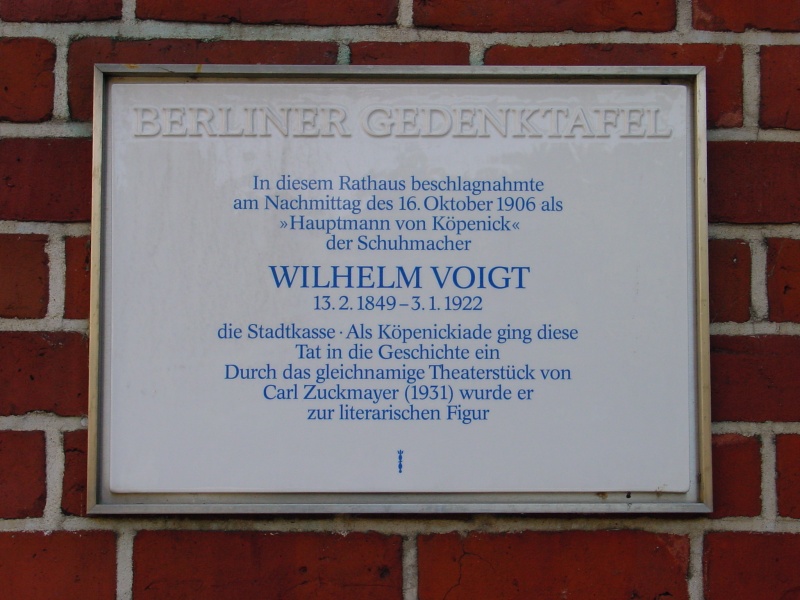 BERLINER GEDENKTAFEL
In diesem Rathaus beschlagnahmte
am Nachmittag des 16. Oktober 1906 als
»Hauptmann von Köpenick«
der Schuhmacher
WILHELM VOIGT
13. 2. 1849 – 3. 1. 1922
die Stadtkasse · Als Köpenickiade ging diese
Tat in die Geschichte ein
Durch das gleichnamige Theaterstück von
Carl Zuckmayer (1931) wurde er
zur literarischen Figur